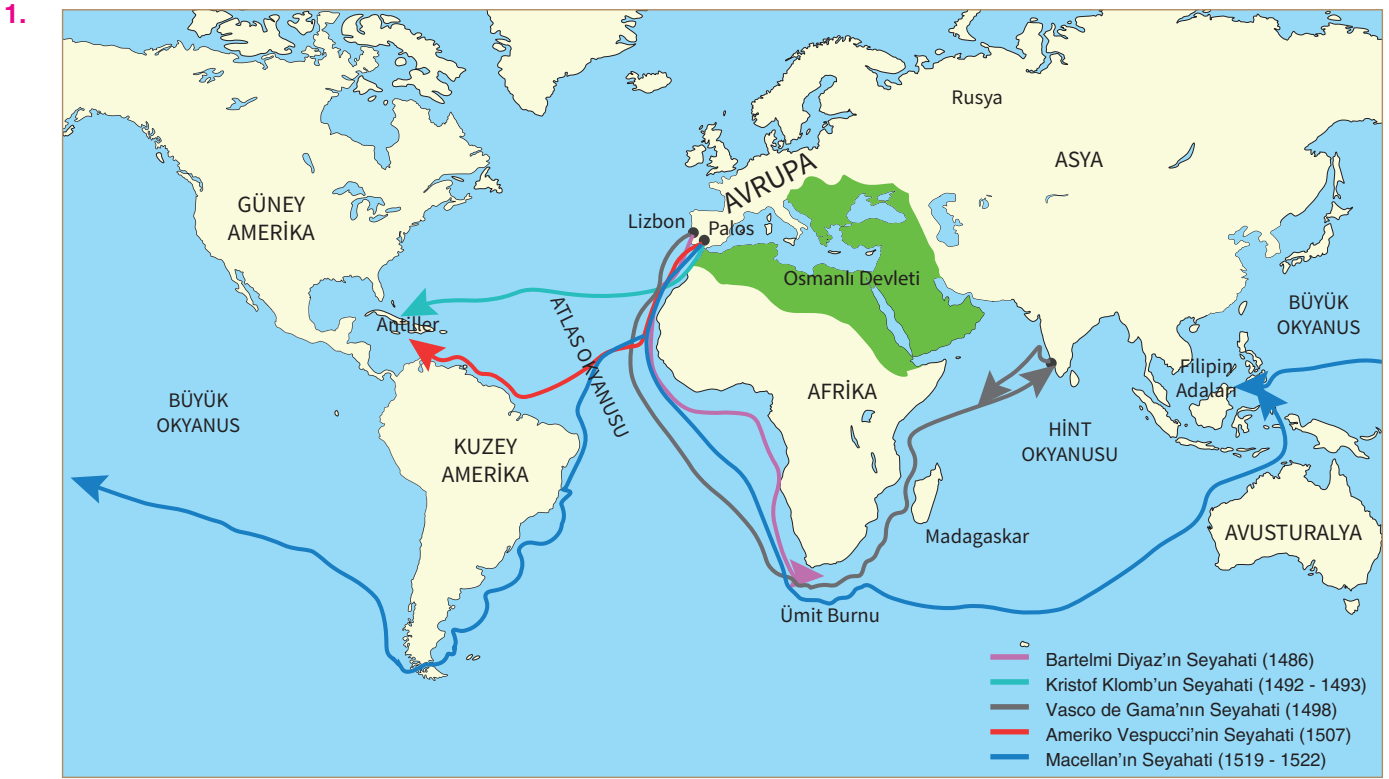 1.
Rusya
ASYA
AVRUPA
GÜNEY
AMERİKA
Lizbon
Palos
Osmanlı Devleti
Antiller
ATLAS OKYANUSU
BÜYÜK
OKYANUS
BÜYÜK
OKYANUS
Filipin
Adaları
AFRİKA
HİNT
OKYANUSU
KUZEY
AMERİKA
Madagaskar
AVUSTURALYA
Ümit Burnu
Bartelmi Diyaz'ın Seyahati (1486)
Kristof Klomb'un Seyahati (1492 - 1493)
Vasco de Gama'nın Seyahati (1498)
Ameriko Vespucci'nin Seyahati (1507)
Macellan'ın Seyahati (1519 - 1522)